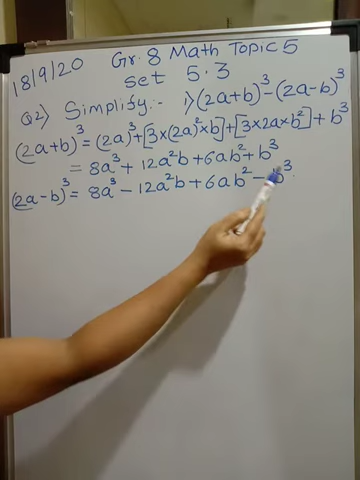 18/9/20
Gr. 8 Math Topic 5
set 5.3
Q2) Simplify:- 1) (2a+b)³-(2a-b)³
(2a+b)³ = (2a)³+[3×(2a)²×b]+[3×2a×b²]+b³
= 8a³+12a²b+6ab²+b³
(2a-b)³ = 8a³-12a²b+6ab²-b³